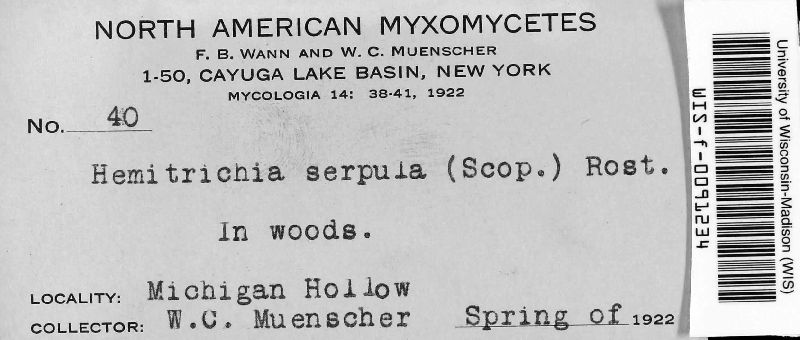 NORTH AMERICAN MYXOMYCETES
F. B. WANN AND W. C. MUENSCHER
1-50, CAYUGA LAKE BASIN, NEW YORK
MYCOLOGIA 14: 38-41, 1922
No. 40
Hemitrichia serpula (Scop.) Rost.
In woods.
LOCALITY: Michigan Hollow
COLLECTOR: W.C. Muenscher Spring of 1922
University of Wisconsin-Madison (WIS)
WIS-f-0091234